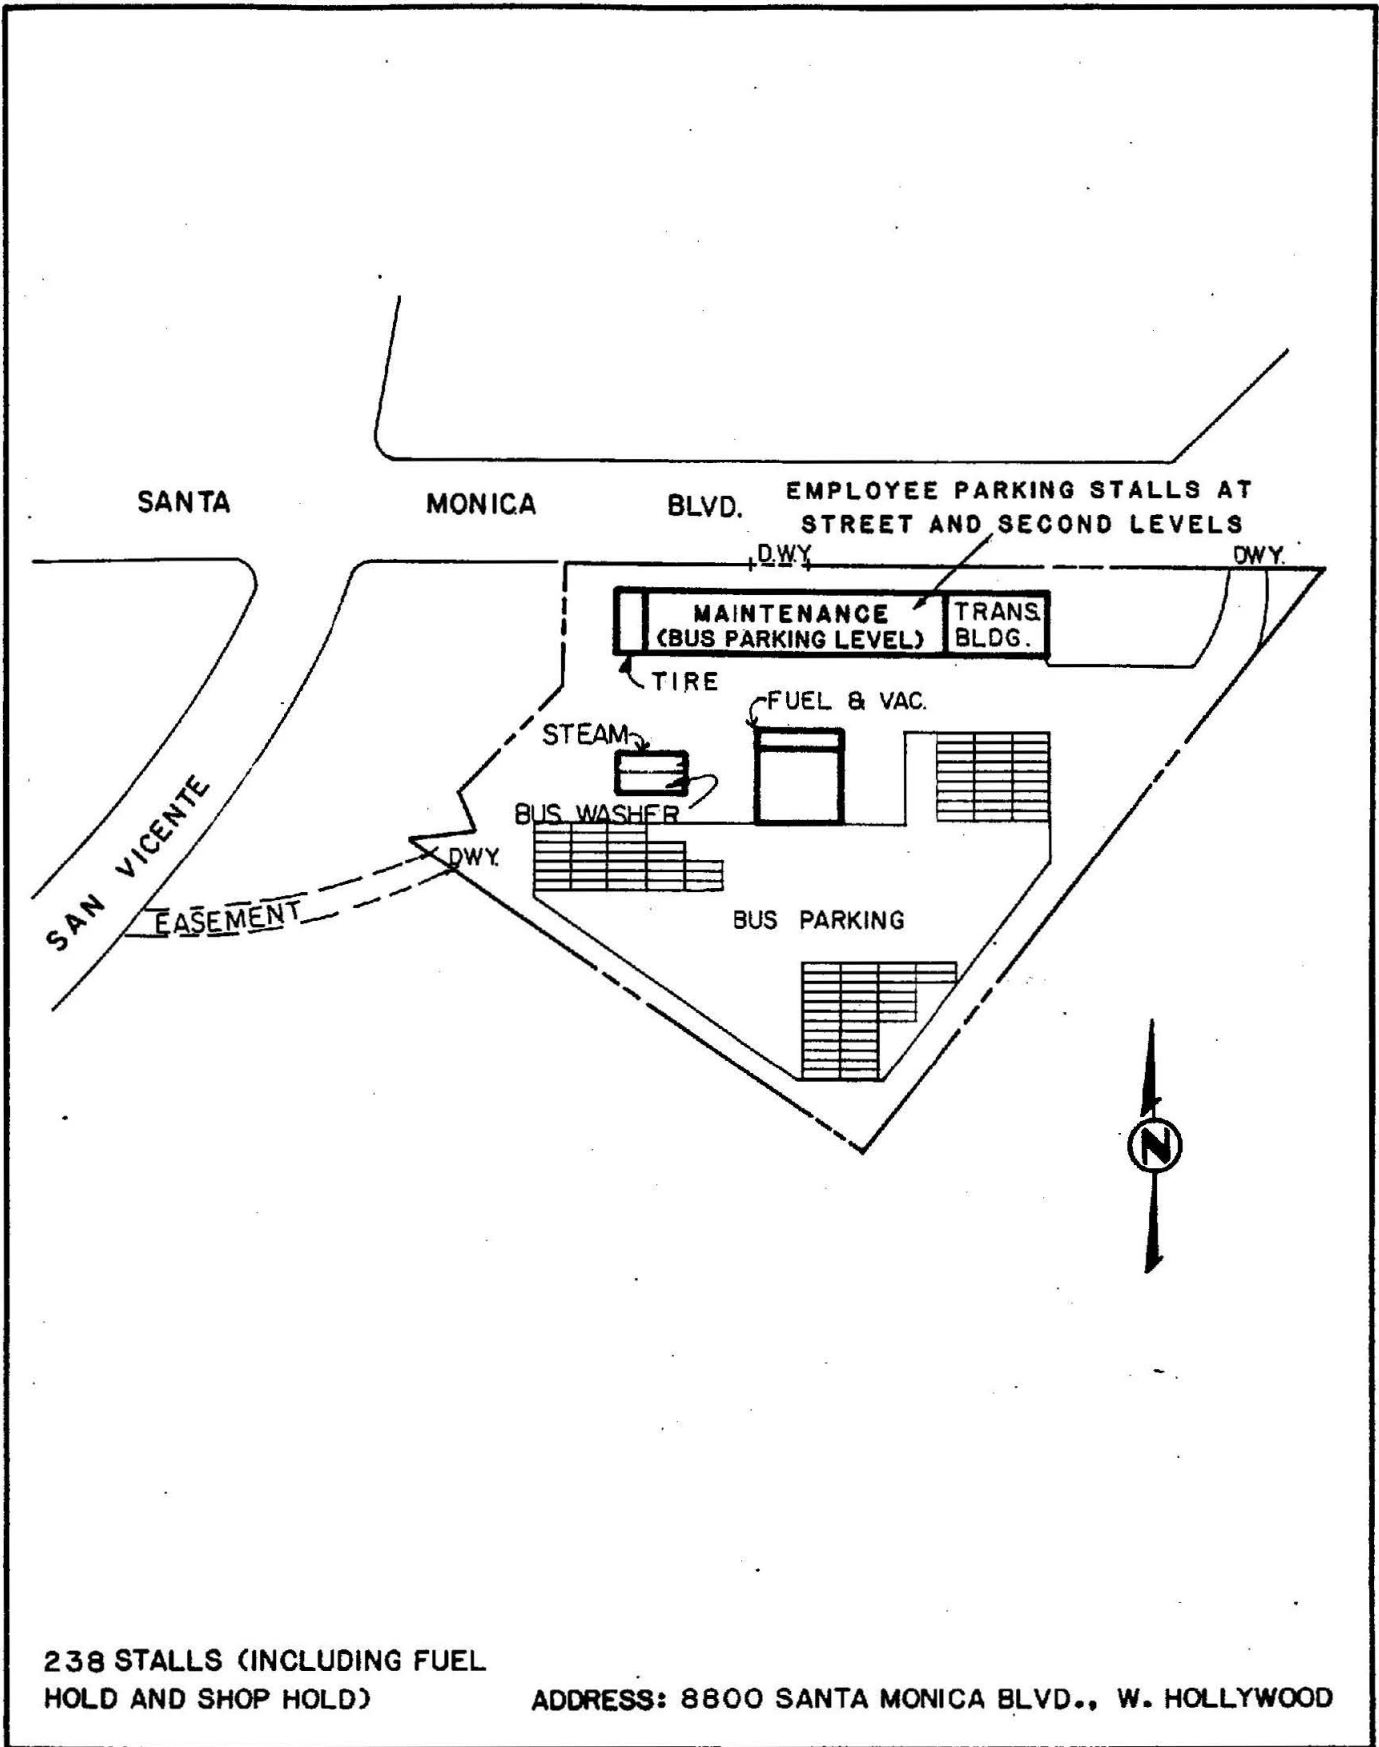 SANTA MONICA BLVD.
EMPLOYEE PARKING STALLS AT
STREET AND SECOND LEVELS
DWY.
DWY.
MAINTENANCE
(BUS PARKING LEVEL)
TRANS.
BLDG.
TIRE
FUEL & VAC.
STEAM
BUS WASHER
DWY.
SAN VICENTE
EASEMENT
BUS PARKING
N
238 STALLS (INCLUDING FUEL
HOLD AND SHOP HOLD)
ADDRESS: 8800 SANTA MONICA BLVD., W. HOLLYWOOD